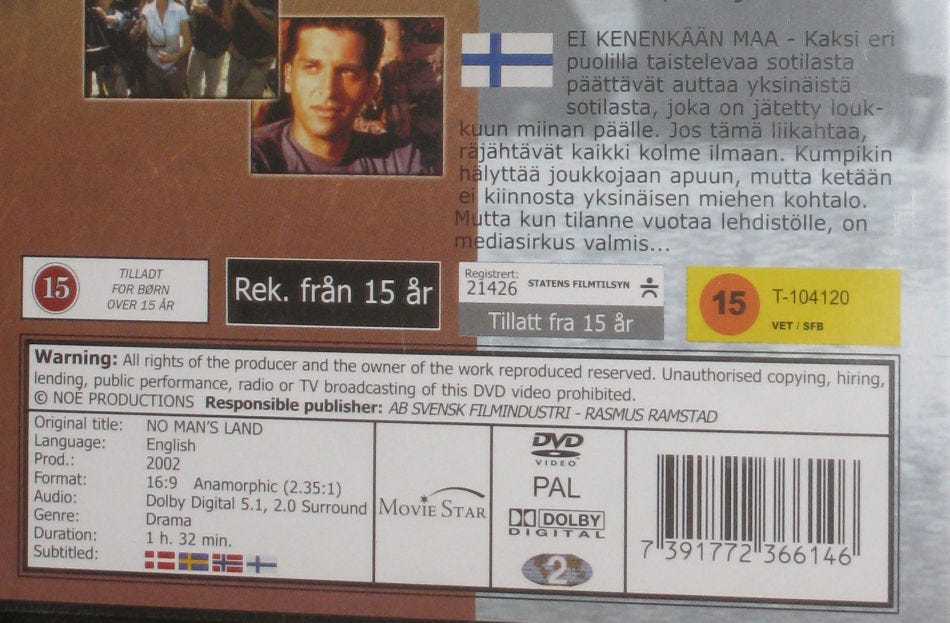 EI KENENKÄÄN MAA - Kaksi eri
puolilla taistelevaa sotilasta
päättävät auttaa yksinäistä
sotilasta, joka on jätetty louk-
kuun miinan päälle. Jos tämä liikahtaa,
räjähtävät kaikki kolme ilmaan. Kumpikin
hälyttää joukkojaan apuun, mutta ketään
ei kiinnosta yksinäisen miehen kohtalo.
Mutta kun tilanne vuotaa lehdistölle, on
mediasirkus valmis...
15
TILLADT
FOR BØRN
OVER 15 ÅR
Rek. från 15 år
Registrert:
21426 STATENS FILMTILSYN
Tillatt fra 15 år
15 T-104120
VET / SFB
Warning: All rights of the producer and the owner of the work reproduced reserved. Unauthorised copying, hiring,
lending, public performance, radio or TV broadcasting of this DVD video prohibited.
© NOÉ PRODUCTIONS Responsible publisher: AB SVENSK FILMINDUSTRI - RASMUS RAMSTAD
Original title: NO MAN'S LAND
Language: English
Prod.: 2002
Format: 16:9 Anamorphic (2.35:1)
Audio: Dolby Digital 5.1, 2.0 Surround
Genre: Drama
Duration: 1 h. 32 min.
Subtitled:
MOVIE STAR
DVD
VIDEO
PAL
DOLBY
DIGITAL
2
7 391772 366146